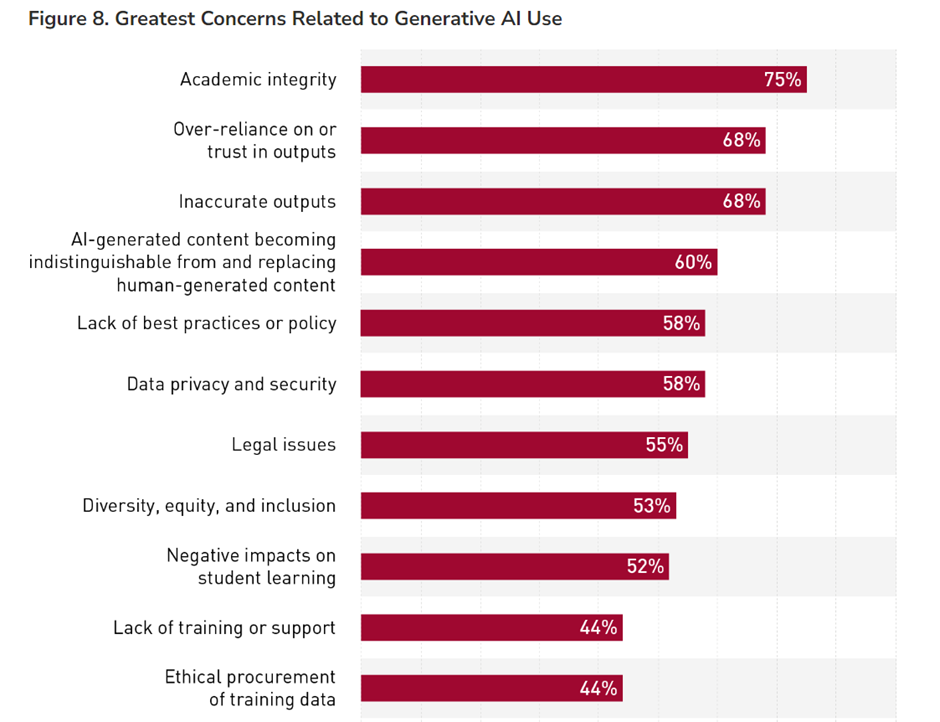 Figure 8. Greatest Concerns Related to Generative AI Use
Academic integrity
75%
Over-reliance on or
trust in outputs
68%
Inaccurate outputs
68%
AI-generated content becoming
indistinguishable from and replacing
human-generated content
60%
Lack of best practices or policy
58%
Data privacy and security
58%
Legal issues
55%
Diversity, equity, and inclusion
53%
Negative impacts on
student learning
52%
Lack of training or support
44%
Ethical procurement
of training data
44%